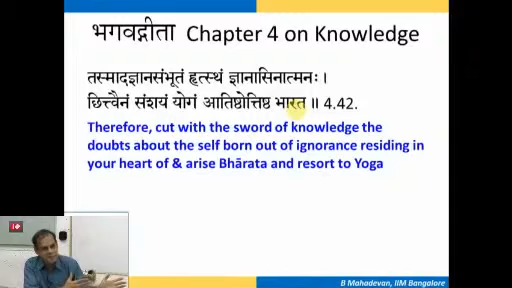 भगवद्गीता Chapter 4 on Knowledge
तस्मादज्ञानसंभूतं हृत्स्थं ज्ञानासिनात्मनः ।
छित्त्वैनं संशयं योगं आतिष्ठोत्तिष्ठ भारत ॥ 4.42.
Therefore, cut with the sword of knowledge the
doubts about the self born out of ignorance residing in
your heart of & arise Bhārata and resort to Yoga
B Mahadevan, IIM Bangalore